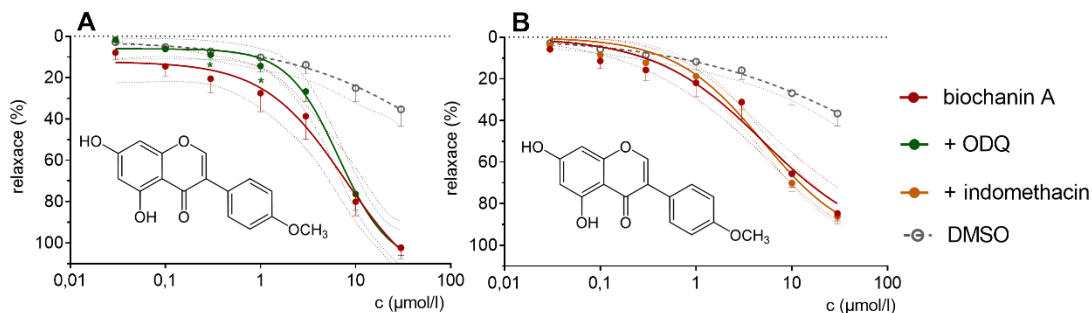 A
0
20
40
60
80
100
relaxace (%)
0,01
0,1
1
10
100
c (µmol/l)
*
*
HO
O
OH
O
OCH3
B
0
20
40
60
80
100
relaxace (%)
0,01
0,1
1
10
100
c (µmol/l)
HO
O
OH
O
OCH3
biochanin A
+ ODQ
+ indomethacin
DMSO